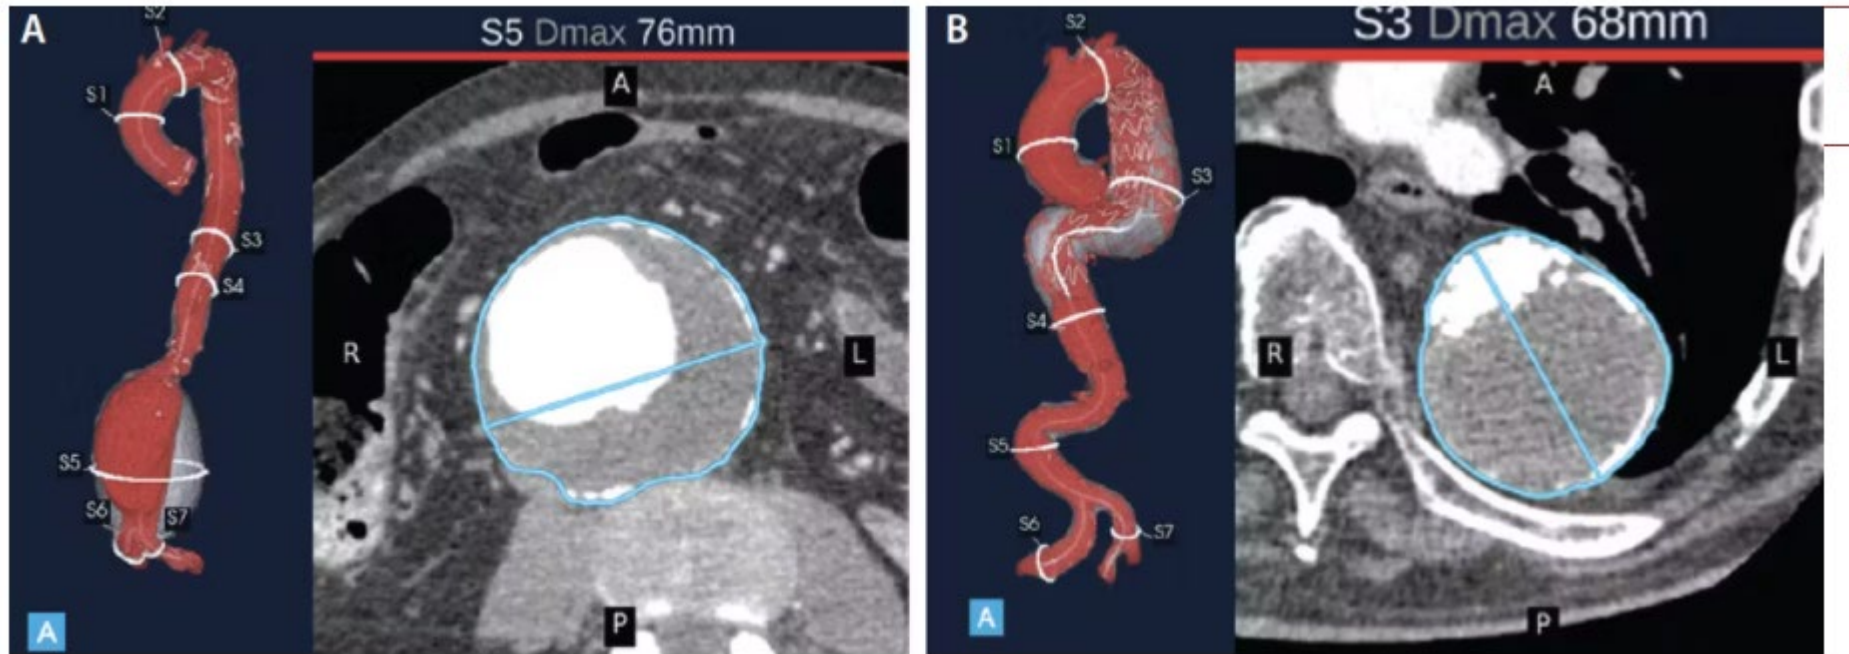 A
S2
S1
S3
S4
S5
S6
S7
A
S5 Dmax 76mm
A
R
L
P
B
S2
S1
S3
S4
S5
S6
S7
A
S3 Dmax 68mm
A
R
L
P